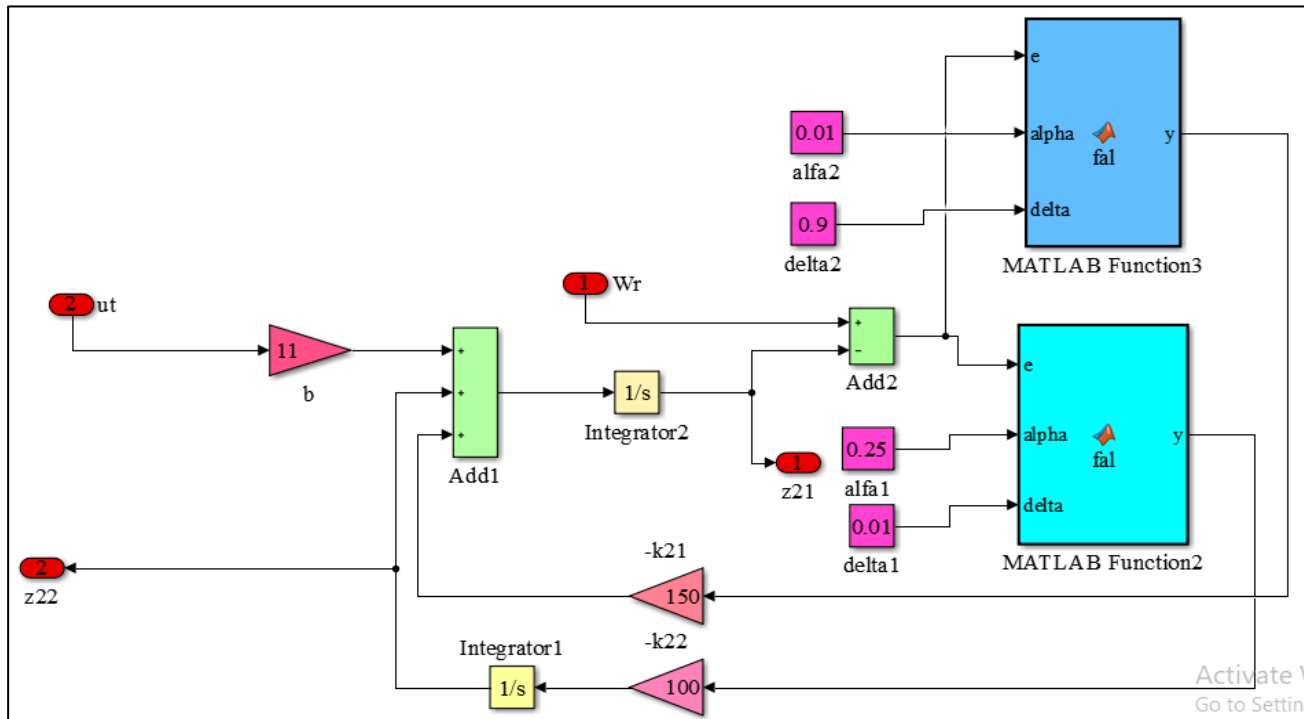 e
0.01
alpha
fal
y
alfa2
0.9
delta
delta2
MATLAB Function3
1
Wr
2
ut
11
b
+
+
+
Add1
1/s
Integrator2
+
-
Add2
1
z21
e
0.25
alpha
fal
y
alfa1
0.01
delta
delta1
MATLAB Function2
-k21
150
2
z22
-k22
100
Integrator1
1/s
Activate
Go to Settin